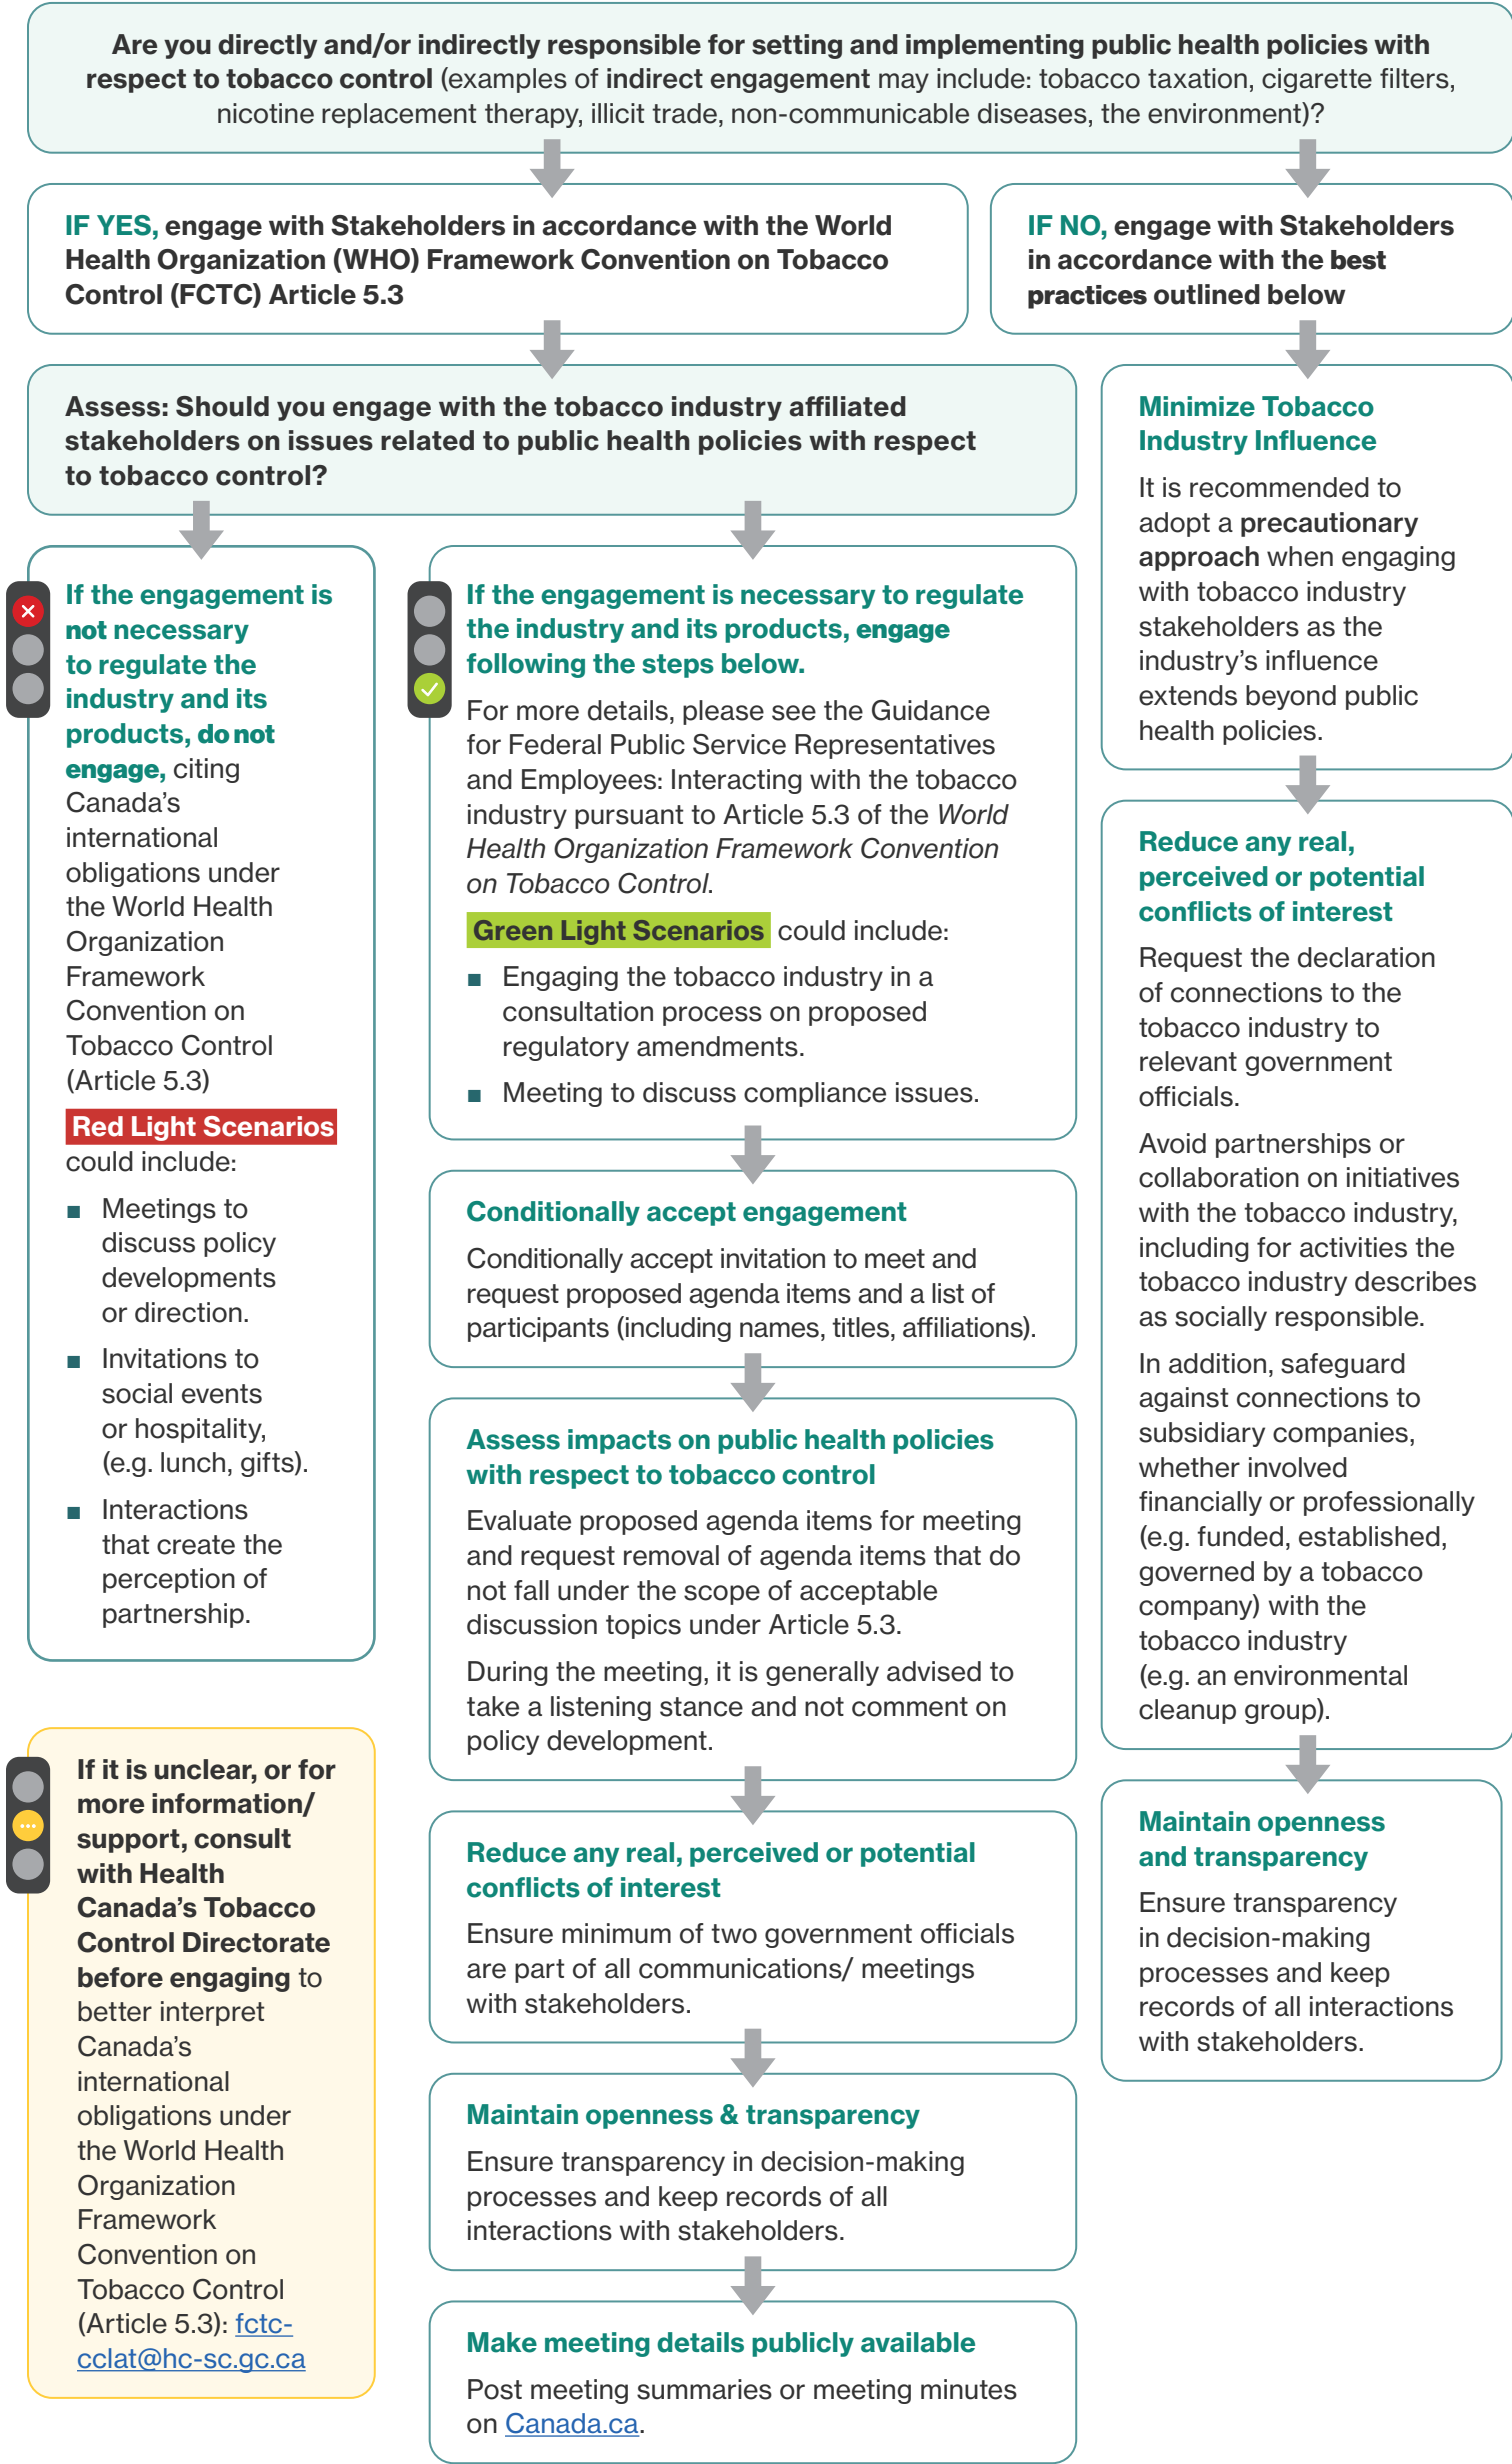 Are you directly and/or indirectly responsible for setting and implementing public health policies with
respect to tobacco control (examples of indirect engagement may include: tobacco taxation, cigarette filters,
nicotine replacement therapy, illicit trade, non-communicable diseases, the environment)?
IF YES, engage with Stakeholders in accordance with the World
Health Organization (WHO) Framework Convention on Tobacco
Control (FCTC) Article 5.3
IF NO, engage with Stakeholders
in accordance with the best
practices outlined below
Assess: Should you engage with the tobacco industry affiliated
stakeholders on issues related to public health policies with respect
to tobacco control?
If the engagement is
not necessary
to regulate the
industry and its
products, do not
engage, citing
Canada's
international
obligations under
the World Health
Organization
Framework
Convention on
Tobacco Control
(Article 5.3)
Red Light Scenarios
could include:
■ Meetings to
discuss policy
developments
or direction.
■ Invitations to
social events
or hospitality,
(e.g. lunch, gifts).
■ Interactions
that create the
perception of
partnership.
If it is unclear, or for
more information/
support, consult
with Health
Canada's Tobacco
Control Directorate
before engaging to
better interpret
Canada's
international
obligations under
the World Health
Organization
Framework
Convention on
Tobacco Control
(Article 5.3): fctc-
cclat@hc-sc.gc.ca
If the engagement is necessary to regulate
the industry and its products, engage
following the steps below.
For more details, please see the Guidance
for Federal Public Service Representatives
and Employees: Interacting with the tobacco
industry pursuant to Article 5.3 of the World
Health Organization Framework Convention
on Tobacco Control.
Green Light Scenarios could include:
■ Engaging the tobacco industry in a
consultation process on proposed
regulatory amendments.
■ Meeting to discuss compliance issues.
Conditionally accept engagement
Conditionally accept invitation to meet and
request proposed agenda items and a list of
participants (including names, titles, affiliations).
Assess impacts on public health policies
with respect to tobacco control
Evaluate proposed agenda items for meeting
and request removal of agenda items that do
not fall under the scope of acceptable
discussion topics under Article 5.3.
During the meeting, it is generally advised to
take a listening stance and not comment on
policy development.
Reduce any real, perceived or potential
conflicts of interest
Ensure minimum of two government officials
are part of all communications/ meetings
with stakeholders.
Maintain openness & transparency
Ensure transparency in decision-making
processes and keep records of all
interactions with stakeholders.
Make meeting details publicly available
Post meeting summaries or meeting minutes
on Canada.ca.
Minimize Tobacco
Industry Influence
It is recommended to
adopt a precautionary
approach when engaging
with tobacco industry
stakeholders as the
industry's influence
extends beyond public
health policies.
Reduce any real,
perceived or potential
conflicts of interest
Request the declaration
of connections to the
tobacco industry to
relevant government
officials.
Avoid partnerships or
collaboration on initiatives
with the tobacco industry,
including for activities the
tobacco industry describes
as socially responsible.
In addition, safeguard
against connections to
subsidiary companies,
whether involved
financially or professionally
(e.g. funded, established,
governed by a tobacco
company) with the
tobacco industry
(e.g. an environmental
cleanup group).
Maintain openness
and transparency
Ensure transparency
in decision-making
processes and keep
records of all interactions
with stakeholders.